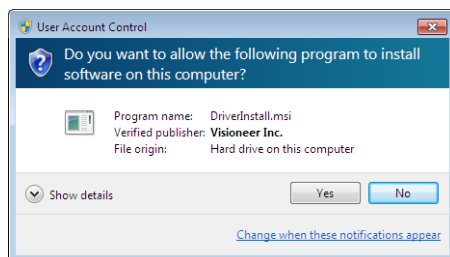 User Account Control
Do you want to allow the following program to install
software on this computer?
Program name: DriverInstall.msi
Verified publisher: Visioneer Inc.
File origin: Hard drive on this computer
Show details
Yes No
Change when these notifications appear